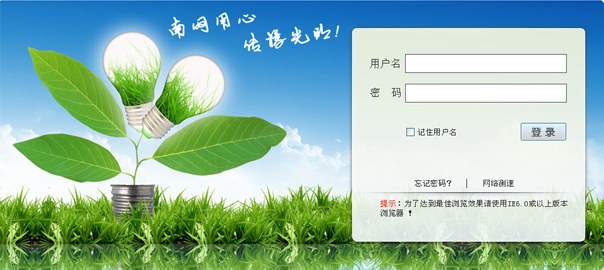 南网用心
传播光明!
用户名
密 码
记住用户名
登 录
忘记密码? | 网络测速
提示：为了达到最佳浏览效果请使用IE6.0或以上版本
浏览器 !